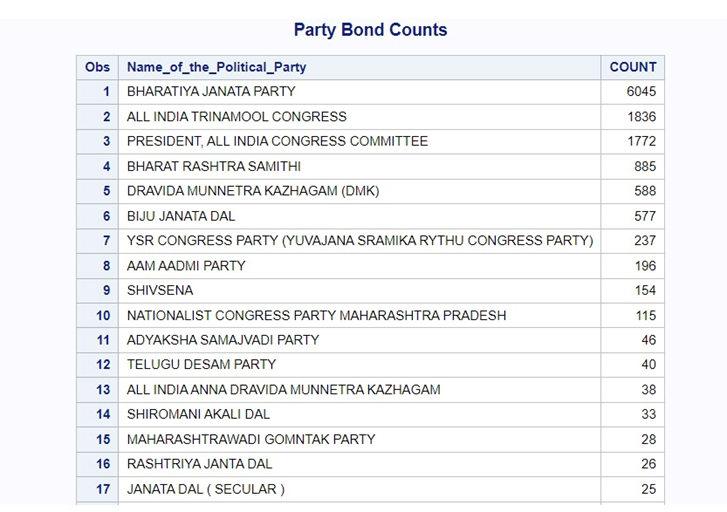 Party Bond Counts
Obs Name_of_the_Political_Party COUNT
1 BHARATIYA JANATA PARTY 6045
2 ALL INDIA TRINAMOOL CONGRESS 1836
3 PRESIDENT, ALL INDIA CONGRESS COMMITTEE 1772
4 BHARAT RASHTRA SAMITHI 885
5 DRAVIDA MUNNETRA KAZHAGAM (DMK) 588
6 BIJU JANATA DAL 577
7 YSR CONGRESS PARTY (YUVAJANA SRAMIKA RYTHU CONGRESS PARTY) 237
8 AAM AADMI PARTY 196
9 SHIVSENA 154
10 NATIONALIST CONGRESS PARTY MAHARASHTRA PRADESH 115
11 ADYAKSHA SAMAJVADI PARTY 46
12 TELUGU DESAM PARTY 40
13 ALL INDIA ANNA DRAVIDA MUNNETRA KAZHAGAM 38
14 SHIROMANI AKALI DAL 33
15 MAHARASHTRAWADI GOMNTAK PARTY 28
16 RASHTRIYA JANTA DAL 26
17 JANATA DAL ( SECULAR ) 25